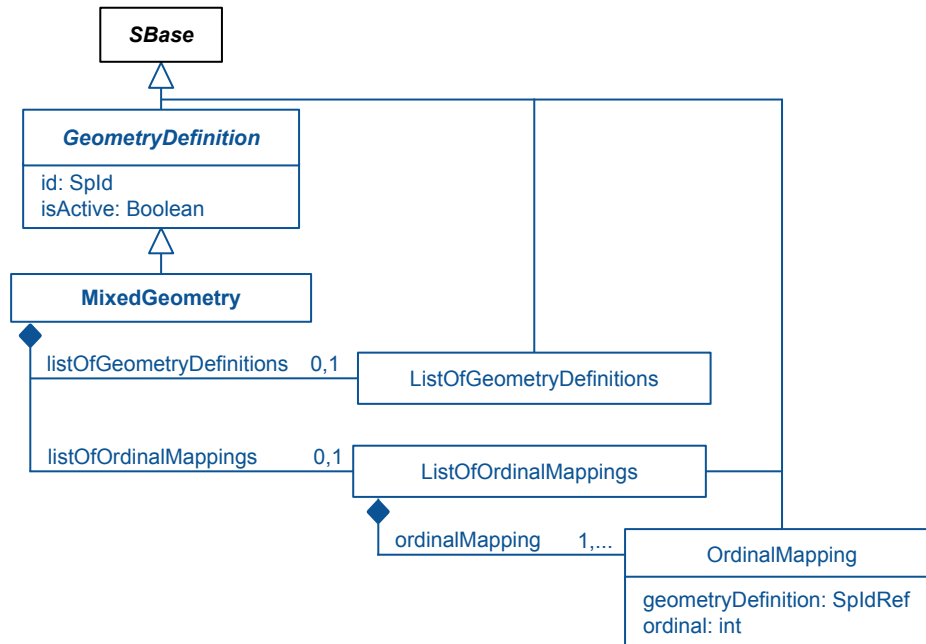 SBase
GeometryDefinition
id: SpId
isActive: Boolean
MixedGeometry
listOfGeometryDefinitions 0,1
ListOfGeometryDefinitions
listOfOrdinalMappings 0,1
ListOfOrdinalMappings
ordinalMapping 1,...
OrdinalMapping
geometryDefinition: SpIdRef
ordinal: int